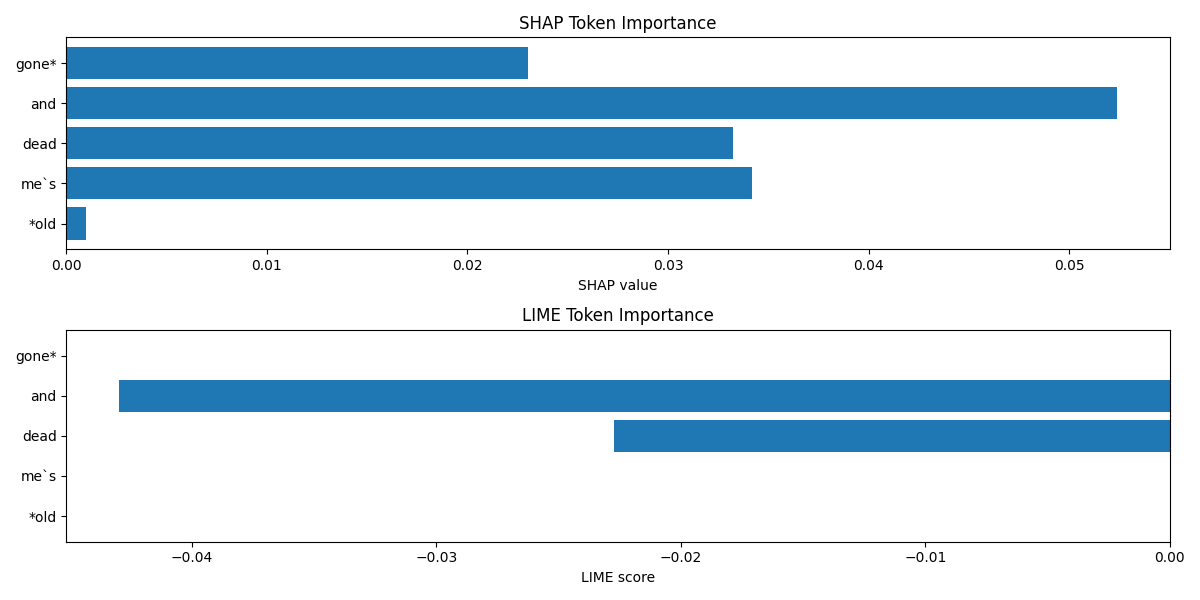 SHAP Token Importance
gone*
and
dead
me`s
*old
0.00 0.01 0.02 0.03 0.04 0.05
SHAP value
LIME Token Importance
gone*
and
dead
me`s
*old
−0.04 −0.03 −0.02 −0.01 0.00
LIME score